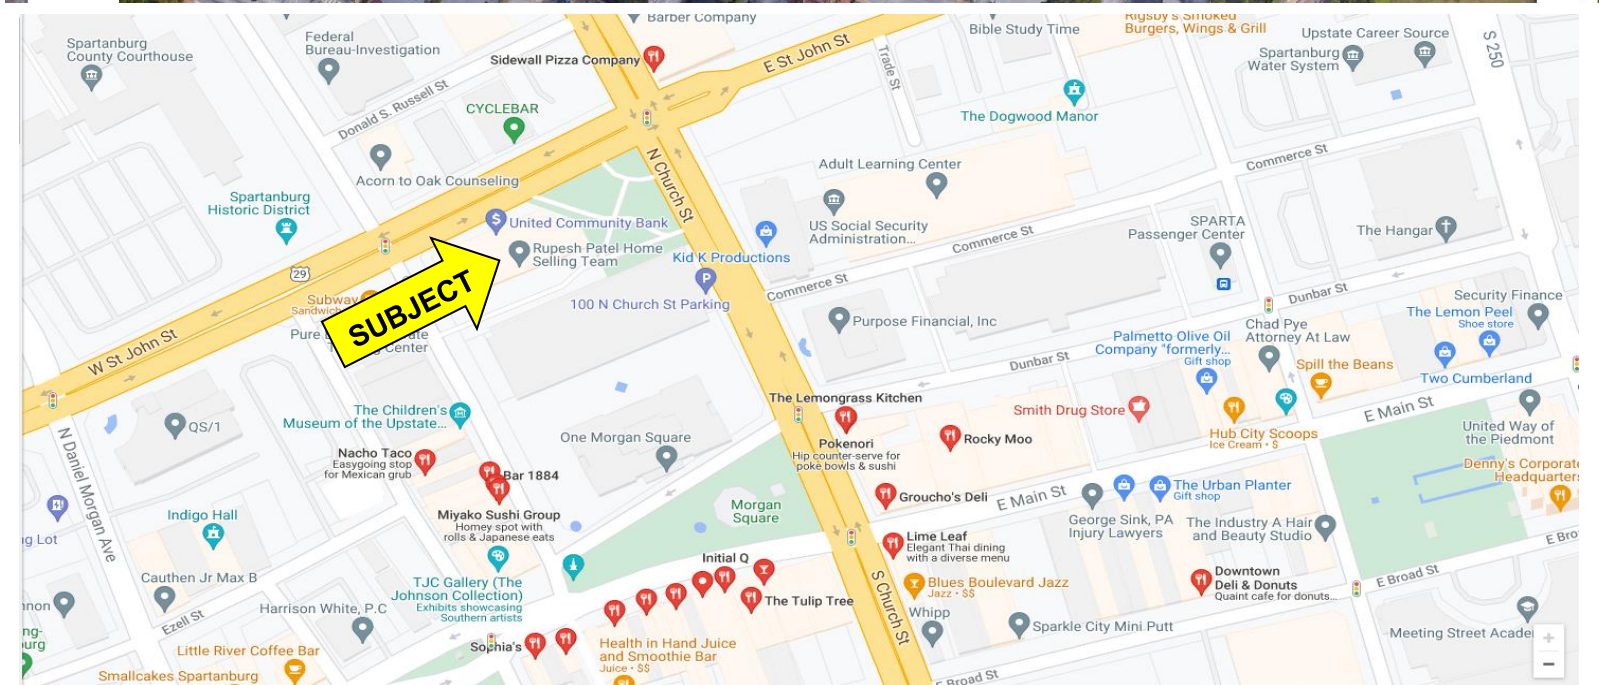 Barber Company
Bible Study Time
Rigsby's Smoked
Burgers, Wings & Grill
Upstate Career Source
S 250
Spartanburg
County Courthouse
Federal
Bureau-Investigation
Sidewall Pizza Company
E St John St
Trade St
Spartanburg
Water System
Donald S. Russell St
CYCLEBAR
The Dogwood Manor
Acorn to Oak Counseling
N Church St
Adult Learning Center
Commerce St
Spartanburg
Historic District
United Community Bank
US Social Security
Administration...
SPARTA
Passenger Center
The Hangar
Rupesh Patel Home
Selling Team
Kid K Productions
Commerce St
29
SUBJECT
Subway
100 N Church St Parking
Commerce St
Dunbar St
Security Finance
Purpose Financial, Inc
The Lemon Peel
Shoe store
W St John St
Palmetto Olive Oil
Company "formerly...
Gift shop
Chad Pye
Attorney At Law
Dunbar St
Spill the Beans
Two Cumberland
The Lemongrass Kitchen
E Main St
The Children's
Museum of the Upstate...
Smith Drug Store
QS/1
N Daniel Morgan Ave
One Morgan Square
Pokenori
Hip counter-serve for
poke bowls & sushi
Rocky Moo
Hub City Scoops
Ice Cream • $
United Way of
the Piedmont
Nacho Taco
Easygoing stop
for Mexican grub
Bar 1884
Denny's Corporate
Headquarters
Morgan
Square
Groucho's Deli
E Main St
The Urban Planter
Gift shop
Indigo Hall
Miyako Sushi Group
Homey spot with
rolls & Japanese eats
George Sink, PA
Injury Lawyers
The Industry A Hair
and Beauty Studio
g Lot
Initial Q
Lime Leaf
Elegant Thai dining
with a diverse menu
E Bro
Cauthen Jr Max B
TJC Gallery (The
Johnson Collection)
Exhibits showcasing
Southern artists
Blues Boulevard Jazz
Jazz • $$
Downtown
Deli & Donuts
Quaint cafe for donuts...
E Broad St
The Tulip Tree
S Church St
Harrison White, P.C
Ezell St
Whipp
Sparkle City Mini Putt
Meeting Street Acade
Sophia's
Health in Hand Juice
and Smoothie Bar
Juice • $$
Little River Coffee Bar
Smallcakes Spartanburg
E Broad St
+
−